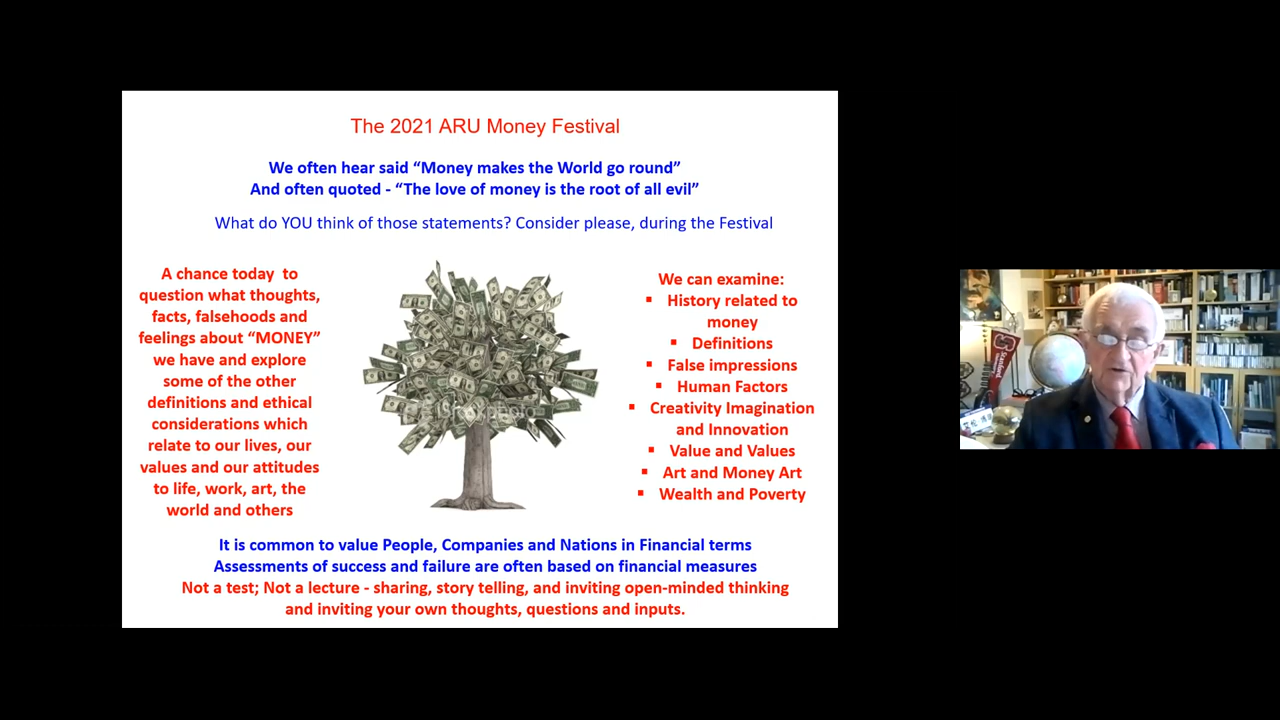 The 2021 ARU Money Festival
We often hear said “Money makes the World go round”
And often quoted - “The love of money is the root of all evil”
What do YOU think of those statements? Consider please, during the Festival
A chance today to
question what thoughts,
facts, falsehoods and
feelings about “MONEY”
we have and explore
some of the other
definitions and ethical
considerations which
relate to our lives, our
values and our attitudes
to life, work, art, the
world and others
We can examine:
▪ History related to
money
▪ Definitions
▪ False impressions
▪ Human Factors
▪ Creativity Imagination
and Innovation
▪ Value and Values
▪ Art and Money Art
▪ Wealth and Poverty
It is common to value People, Companies and Nations in Financial terms
Assessments of success and failure are often based on financial measures
Not a test; Not a lecture - sharing, story telling, and inviting open-minded thinking
and inviting your own thoughts, questions and inputs.
Stanford